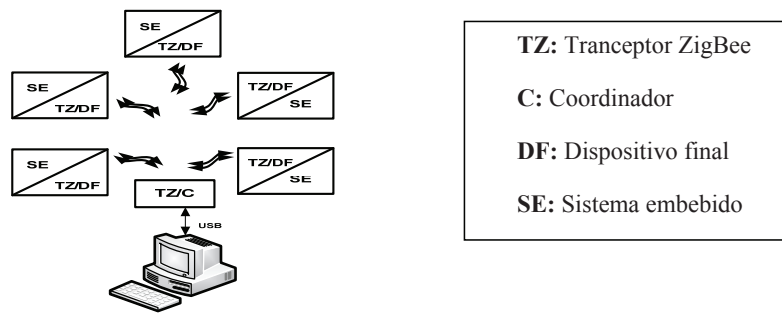 SE
TZ/DF
SE
TZ/DF
TZ/DF
SE
SE
TZ/DF
TZ/DF
SE
TZ/C
USB
TZ: Tranceptor ZigBee
C: Coordinador
DF: Dispositivo final
SE: Sistema embebido